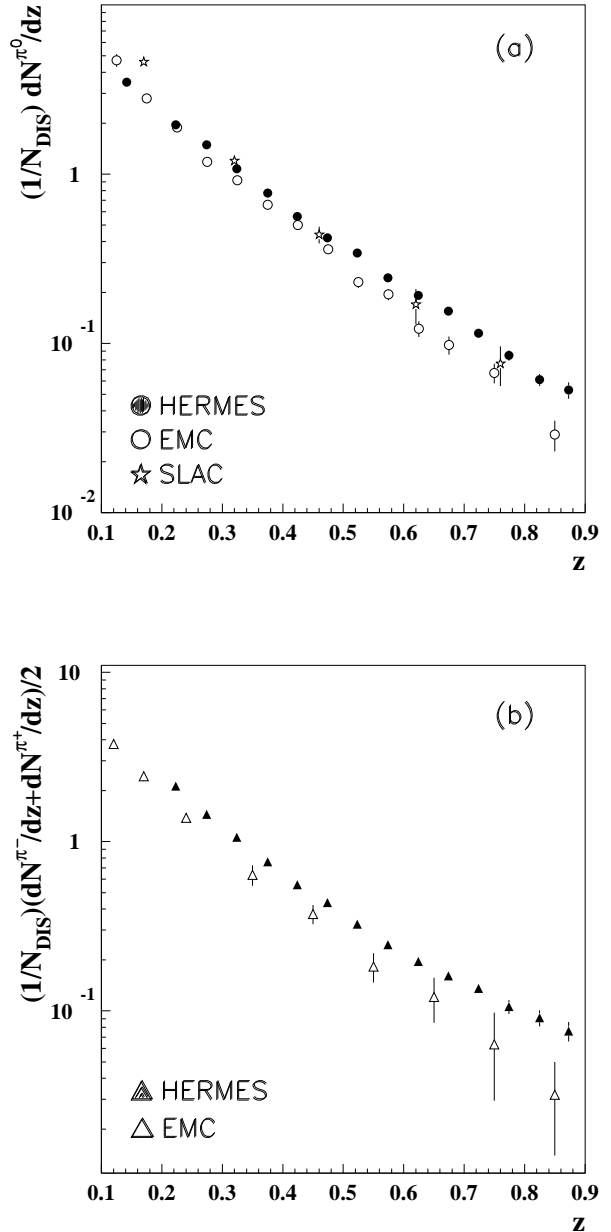 (1/N_DIS) dN^π⁰/dz
(a)
1
10⁻¹
10⁻²
HERMES
EMC
SLAC
0.1 0.2 0.3 0.4 0.5 0.6 0.7 0.8 0.9
z
(1/N_DIS)(dN^π⁻/dz+dN^π⁺/dz)/2
(b)
10
1
10⁻¹
HERMES
EMC
0.1 0.2 0.3 0.4 0.5 0.6 0.7 0.8 0.9
z